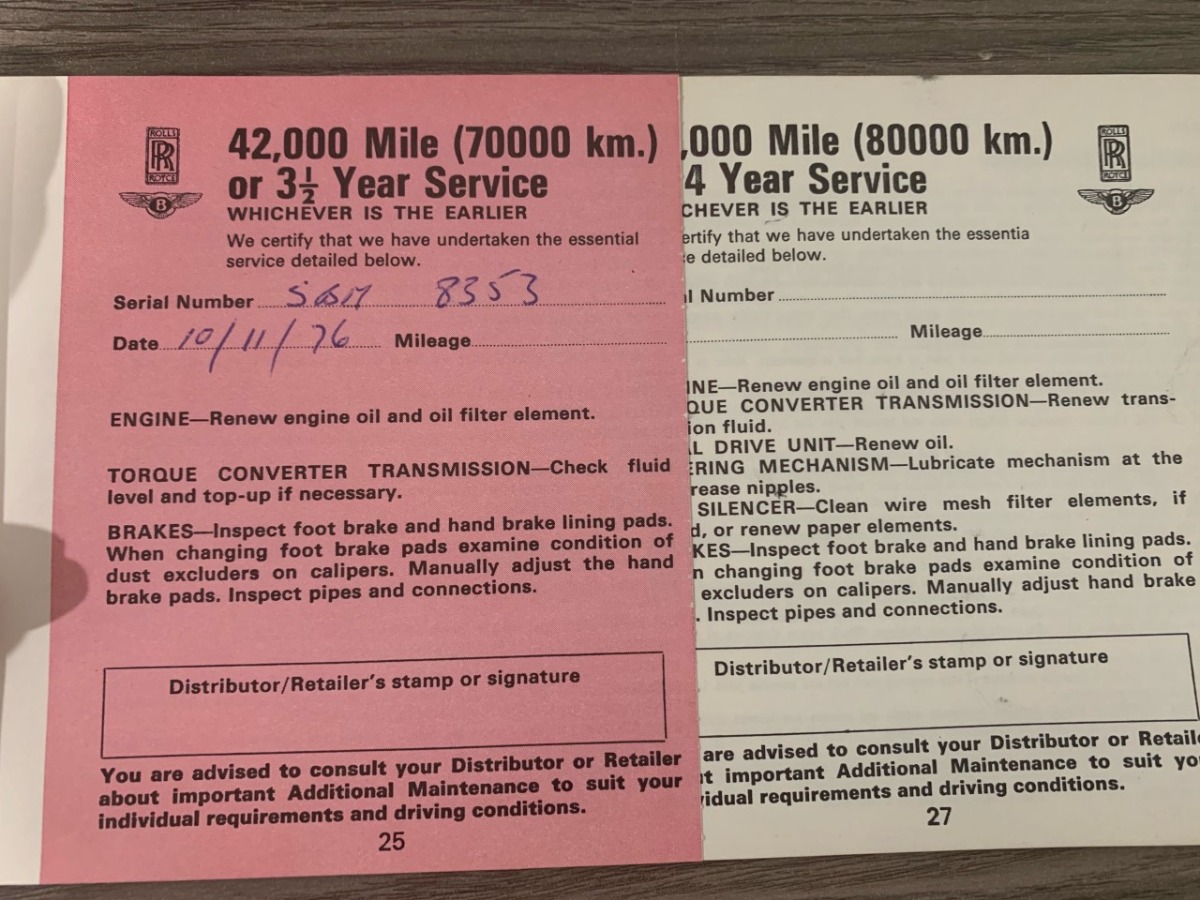 ROLLS
RR
ROYCE
B
42,000 Mile (70000 km.)
or 3½ Year Service
WHICHEVER IS THE EARLIER
We certify that we have undertaken the essential
service detailed below.
Serial Number 8353
Date 10/11/76 Mileage
ENGINE—Renew engine oil and oil filter element.
TORQUE CONVERTER TRANSMISSION—Check fluid
level and top-up if necessary.
BRAKES—Inspect foot brake and hand brake lining pads.
When changing foot brake pads examine condition of
dust excluders on calipers. Manually adjust the hand
brake pads. Inspect pipes and connections.
Distributor/Retailer's stamp or signature
You are advised to consult your Distributor or Retailer
about important Additional Maintenance to suit your
individual requirements and driving conditions.
25
,000 Mile (80000 km.)
4 Year Service
CHEVER IS THE EARLIER
ertify that we have undertaken the essentia
e detailed below.
ROLLS
RR
ROYCE
B
l Number
Mileage
INE—Renew engine oil and oil filter element.
QUE CONVERTER TRANSMISSION—Renew trans-
ion fluid.
L DRIVE UNIT—Renew oil.
ERING MECHANISM—Lubricate mechanism at the
rease nipples.
SILENCER—Clean wire mesh filter elements, if
d, or renew paper elements.
KES—Inspect foot brake and hand brake lining pads.
n changing foot brake pads examine condition of
excluders on calipers. Manually adjust hand brake
. Inspect pipes and connections.
Distributor/Retailer's stamp or signature
are advised to consult your Distributor or Retaile
t important Additional Maintenance to suit yo
idual requirements and driving conditions.
27